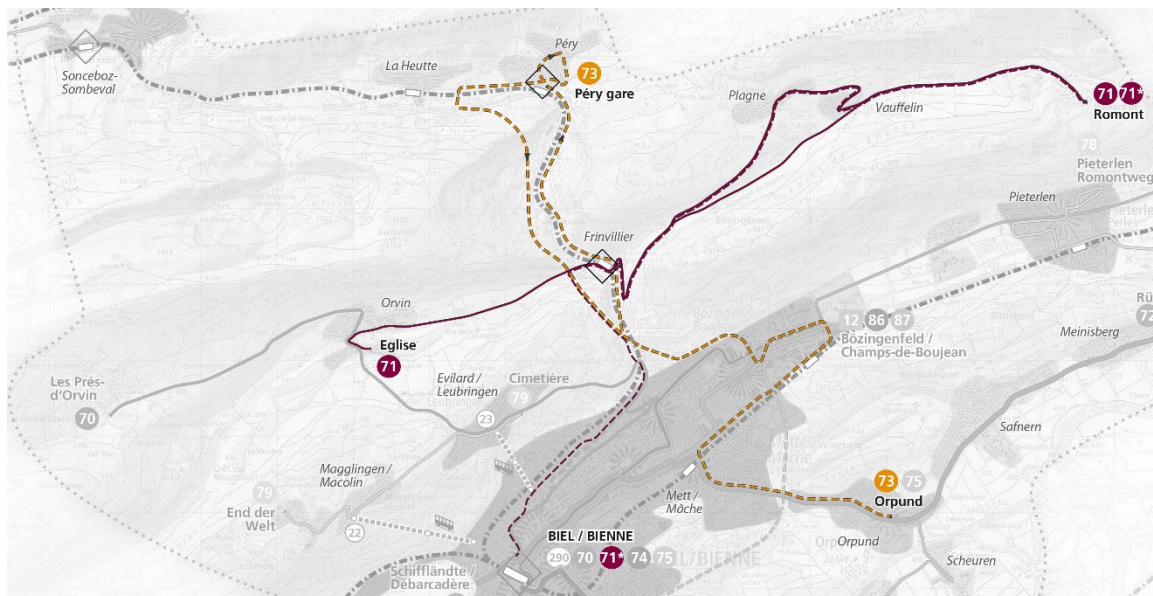 Péry
Sonceboz-
Sombeval
La Heutte
73
Péry gare
Plagne
Vauffelin
71
71*
Romont
78
Pieterlen
Romontweg
Pieterlen
Frinvillier
Orvin
Eglise
71
12
86
87
Bözingenfeld /
Champs-de-Boujean
72
Meinisberg
Les Prés-
d'Orvin
70
Evilard /
Leubringen
Cimetière
79
23
Safnern
Magglingen /
Macolin
79
End der
Welt
22
Mett /
Mâche
73
75
Orpund
Orpund
Scheuren
BIEL / BIENNE
290
70
71*
74
75
Schifflände /
Débarcadère